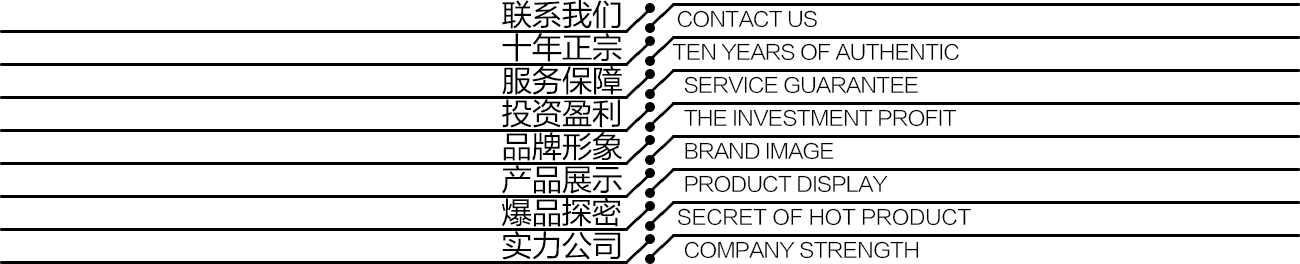 联系我们 CONTACT US
十年正宗 TEN YEARS OF AUTHENTIC
服务保障 SERVICE GUARANTEE
投资盈利 THE INVESTMENT PROFIT
品牌形象 BRAND IMAGE
产品展示 PRODUCT DISPLAY
爆品探密 SECRET OF HOT PRODUCT
实力公司 COMPANY STRENGTH